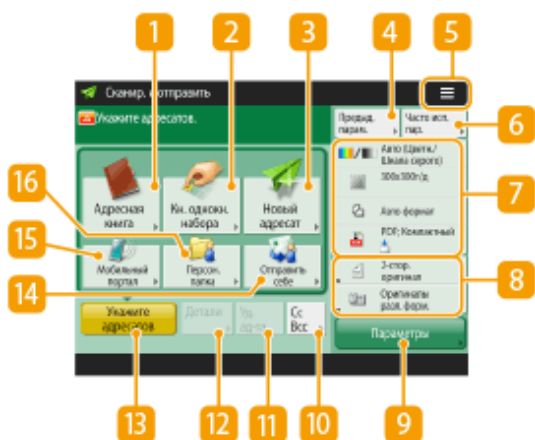 1
2
3
4
5
Сканир. и отправить
Укажите адресатов.
Предыд.
парам.
Часто исп.
пар.
6
Авто (Цветн./
Шкала серого)
300x300т/д
7
16
Адресная
книга
Кн. однокн.
набора
Новый
адресат
Авто формат
PDF; Компактный
15
Мобильный
портал
Персон.
папка
Отправить
себе
14
2-стор.
оригинал
8
Оригиналы
разл. форм.
Укажите
адресатов
Детали
Уд.
Cc
Bcc
Параметры
13
12
11
10
9